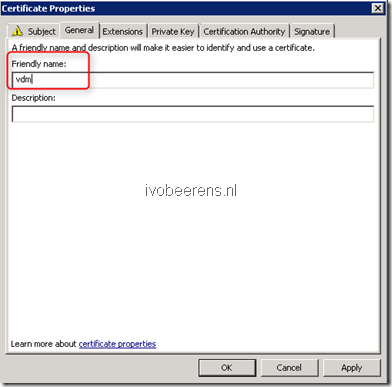 Certificate Properties
Subject General Extensions Private Key Certification Authority Signature
A friendly name and description will make it easier to identify and use a certificate.
Friendly name:
vdm
Description:
ivobeerens.nl
Learn more about certificate properties
OK Cancel Apply